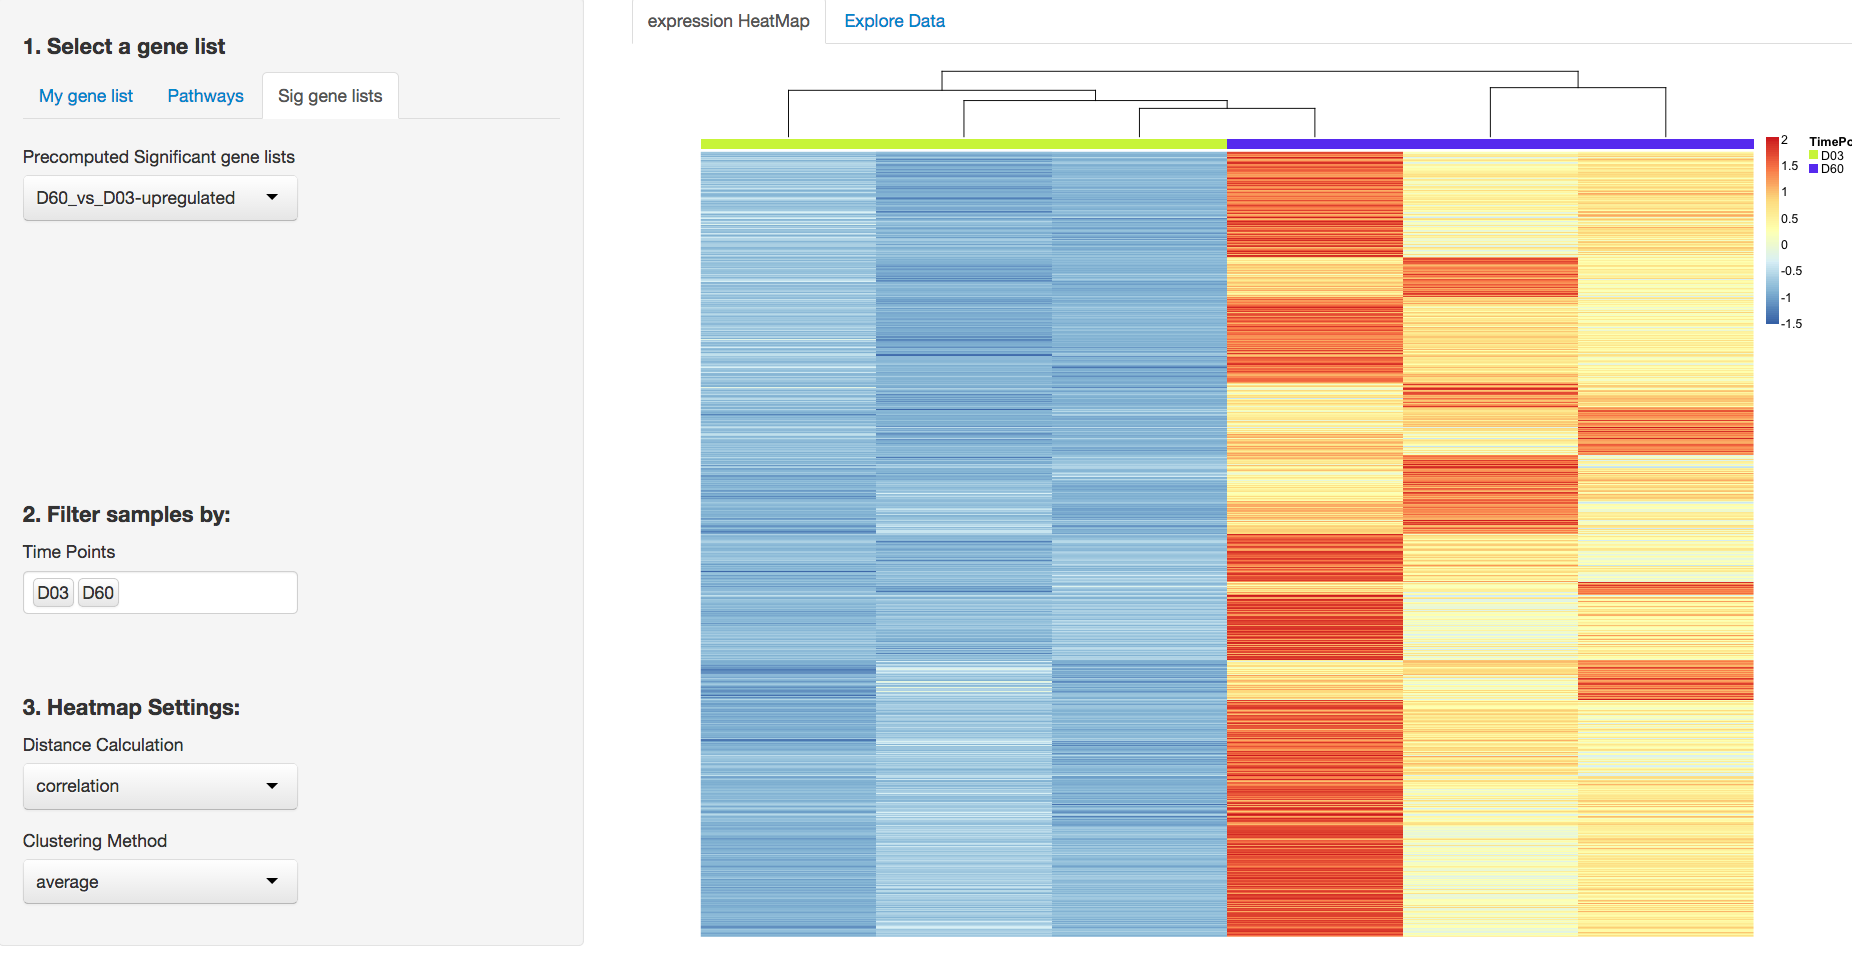 1. Select a gene list
My gene list Pathways Sig gene lists
Precomputed Significant gene lists
D60_vs_D03-upregulated
2. Filter samples by:
Time Points
D03 D60
3. Heatmap Settings:
Distance Calculation
correlation
Clustering Method
average
expression HeatMap Explore Data
2
1.5
1
0.5
0
-0.5
-1
-1.5
TimePo
D03
D60